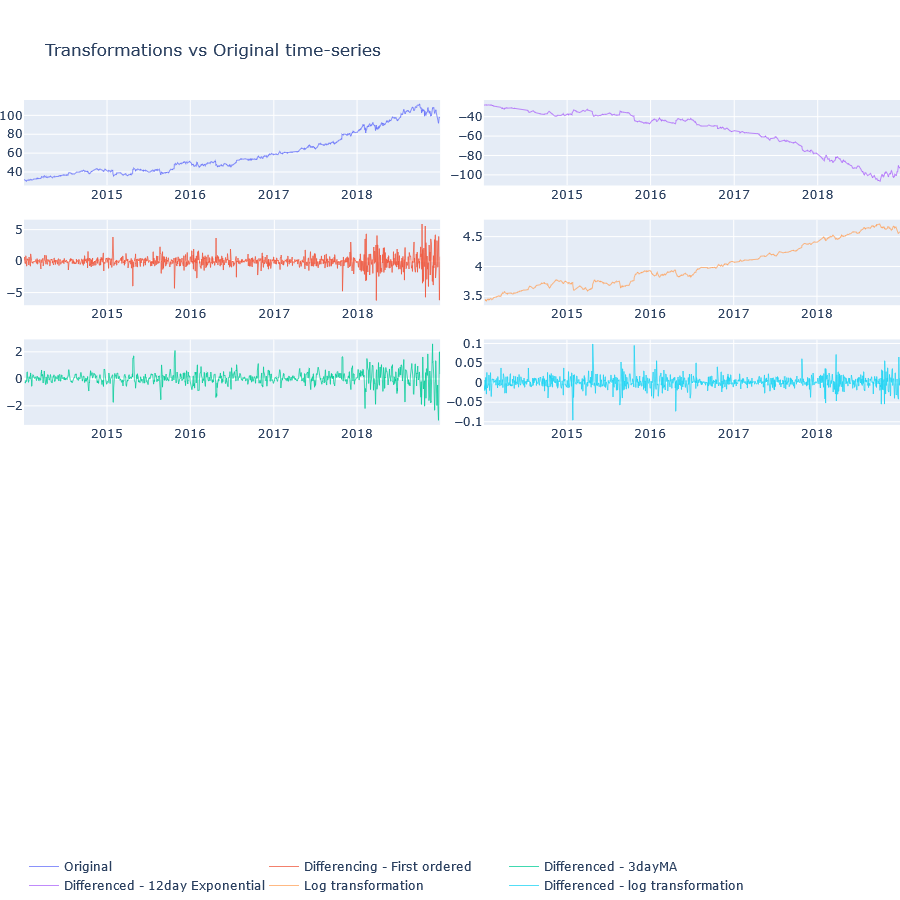 Transformations vs Original time-series
100
80
60
40
2015 2016 2017 2018
−40
−60
−80
−100
2015 2016 2017 2018
5
0
−5
2015 2016 2017 2018
4.5
4
3.5
2015 2016 2017 2018
2
0
−2
2015 2016 2017 2018
0.1
0.05
0
−0.05
−0.1
2015 2016 2017 2018
Original Differencing - First ordered Differenced - 3dayMA
Differenced - 12day Exponential Log transformation Differenced - log transformation